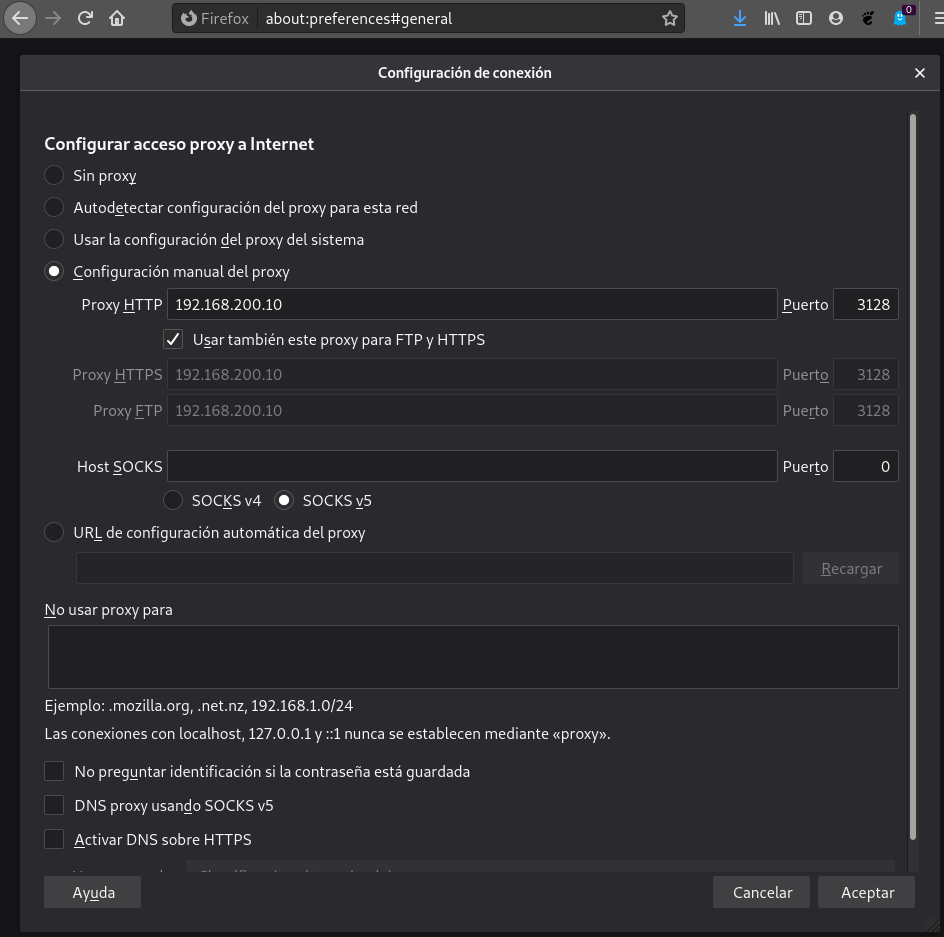 Firefox about:preferences#general 0
Configuración de conexión
Configurar acceso proxy a Internet
Sin proxy
Autodetectar configuración del proxy para esta red
Usar la configuración del proxy del sistema
Configuración manual del proxy
Proxy HTTP 192.168.200.10 Puerto 3128
Usar también este proxy para FTP y HTTPS
Proxy HTTPS 192.168.200.10 Puerto 3128
Proxy FTP 192.168.200.10 Puerto 3128
Host SOCKS Puerto 0
SOCKS v4 SOCKS v5
URL de configuración automática del proxy
Recargar
No usar proxy para
Ejemplo: .mozilla.org, .net.nz, 192.168.1.0/24
Las conexiones con localhost, 127.0.0.1 y ::1 nunca se establecen mediante «proxy».
No preguntar identificación si la contraseña está guardada
DNS proxy usando SOCKS v5
Activar DNS sobre HTTPS
Ayuda Cancelar Aceptar